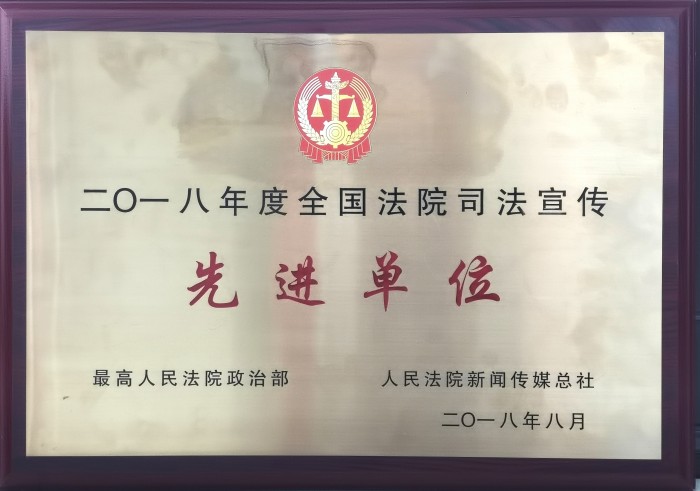 二〇一八年度全国法院司法宣传
先进单位
最高人民法院政治部 人民法院新闻传媒总社
二〇一八年八月